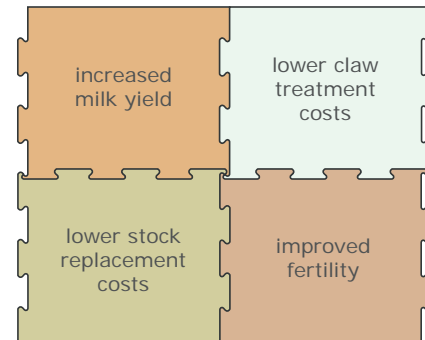 increased
milk yield
lower claw
treatment
costs
lower stock
replacement
costs
improved
fertility